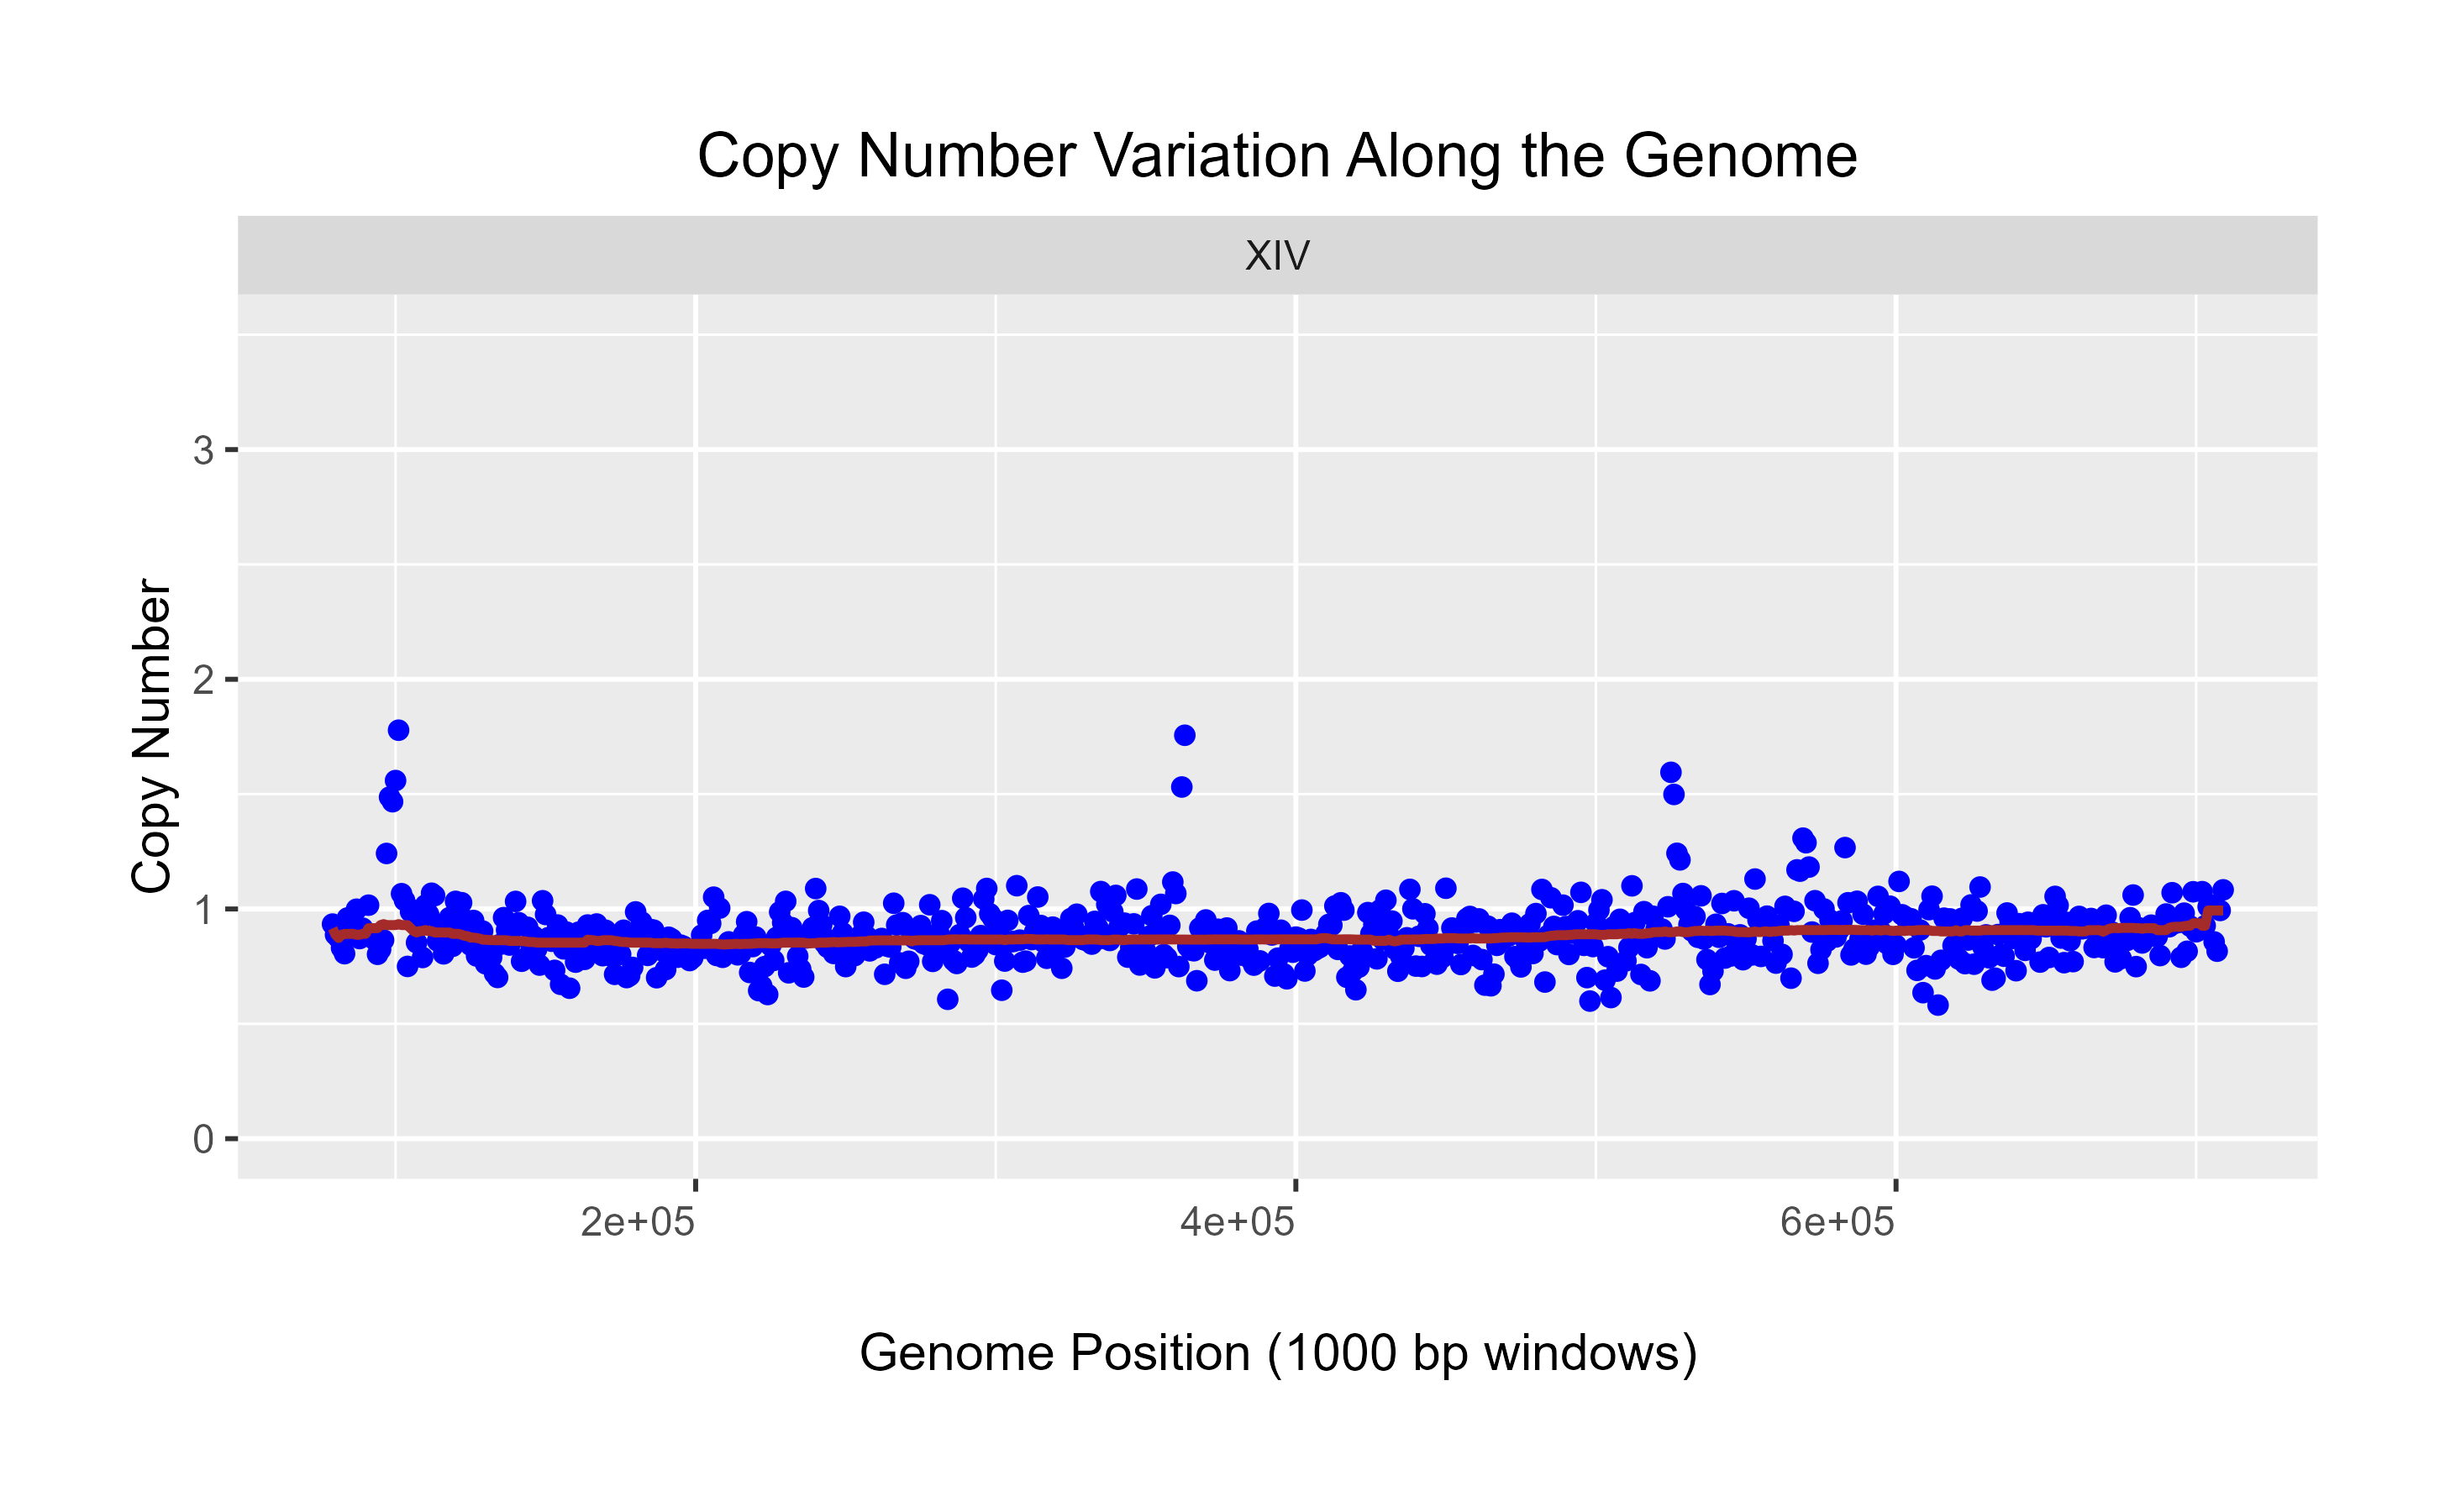 Copy Number Variation Along the Genome
XIV
Copy Number
3
2
1
0
2e+05 4e+05 6e+05
Genome Position (1000 bp windows)